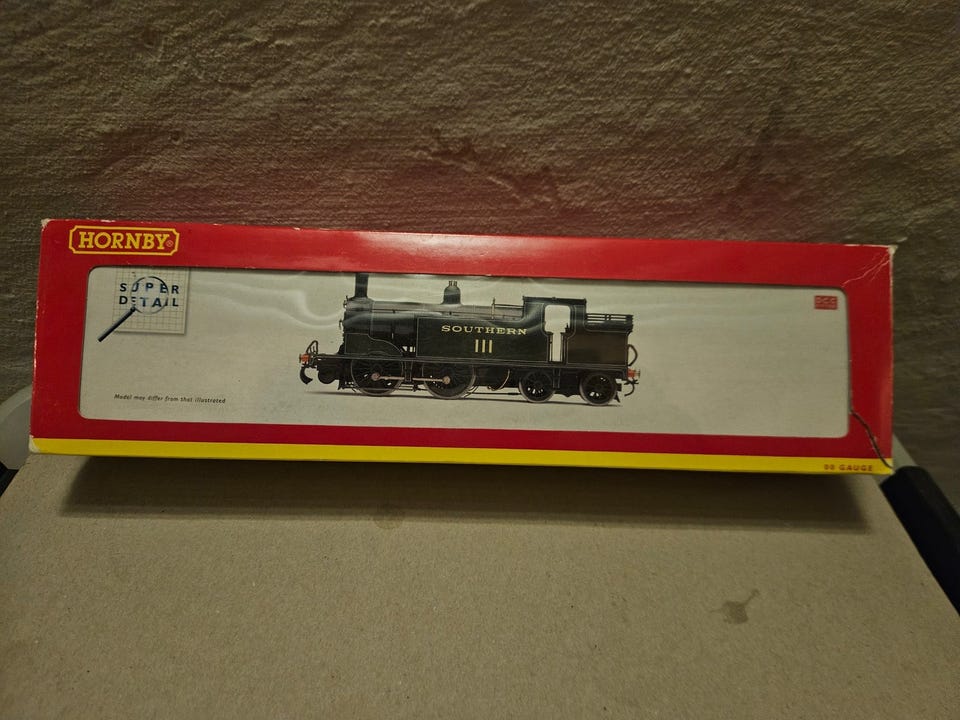 HORNBY®
SUPER
DETAIL
SOUTHERN
111
Model may differ from that illustrated
00 GAUGE